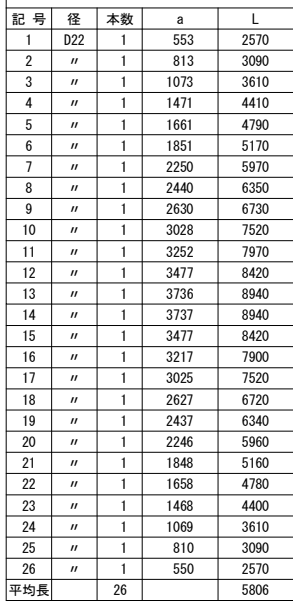 記 号 径 本数 a L
1 D22 1 553 2570
2 〃 1 813 3090
3 〃 1 1073 3610
4 〃 1 1471 4410
5 〃 1 1661 4790
6 〃 1 1851 5170
7 〃 1 2250 5970
8 〃 1 2440 6350
9 〃 1 2630 6730
10 〃 1 3028 7520
11 〃 1 3252 7970
12 〃 1 3477 8420
13 〃 1 3736 8940
14 〃 1 3737 8940
15 〃 1 3477 8420
16 〃 1 3217 7900
17 〃 1 3025 7520
18 〃 1 2627 6720
19 〃 1 2437 6340
20 〃 1 2246 5960
21 〃 1 1848 5160
22 〃 1 1658 4780
23 〃 1 1468 4400
24 〃 1 1069 3610
25 〃 1 810 3090
26 〃 1 550 2570
平均長 26 5806